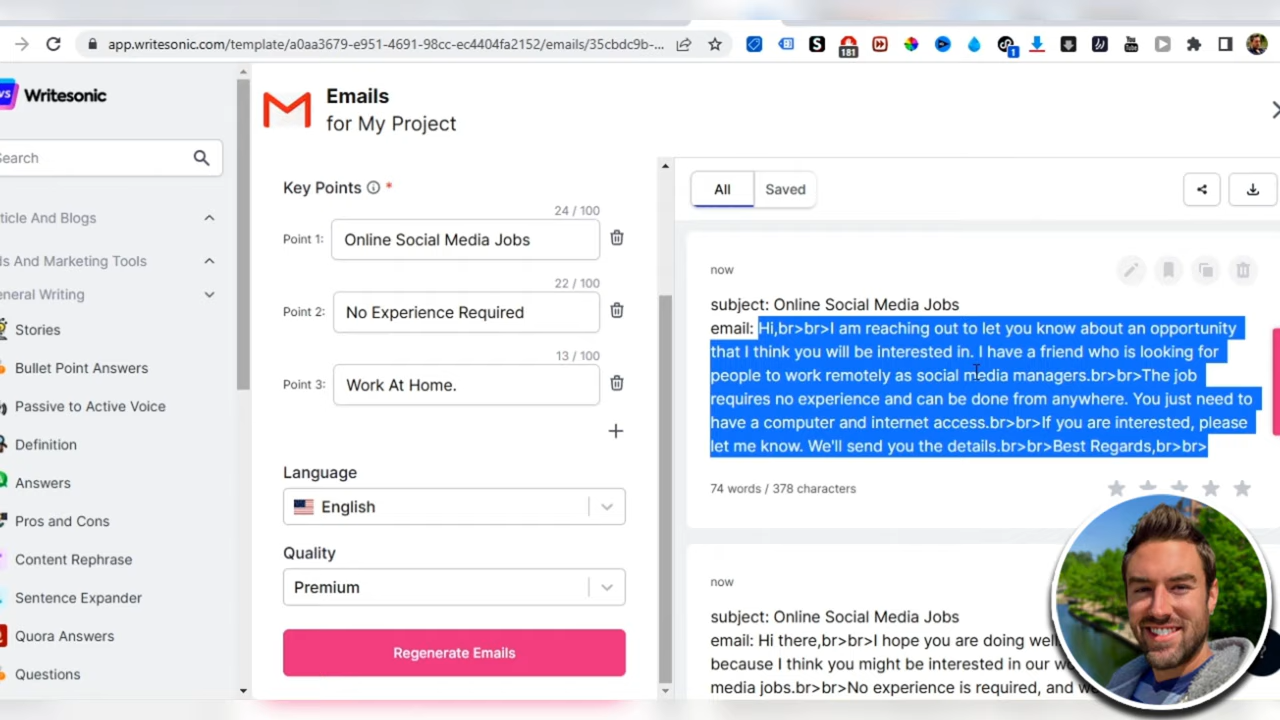 app.writesonic.com/template/a0aa3679-e951-4691-98cc-ec4404fa2152/emails/35cbdc9b-...
181
1
WS Writesonic
Search
ticle And Blogs
ds And Marketing Tools
eneral Writing
Stories
Bullet Point Answers
Passive to Active Voice
Definition
Answers
Pros and Cons
Content Rephrase
Sentence Expander
Quora Answers
Questions
Emails
for My Project
Key Points *
24 / 100
Point 1: Online Social Media Jobs
22 / 100
Point 2: No Experience Required
13 / 100
Point 3: Work At Home.
Language
English
Quality
Premium
Regenerate Emails
All Saved
now
subject: Online Social Media Jobs
email: Hi,br>br>I am reaching out to let you know about an opportunity
that I think you will be interested in. I have a friend who is looking for
people to work remotely as social media managers.br>br>The job
requires no experience and can be done from anywhere. You just need to
have a computer and internet access.br>br>If you are interested, please
let me know. We'll send you the details.br>br>Best Regards,br>br>
74 words / 378 characters
now
subject: Online Social Media Jobs
email: Hi there,br>br>I hope you are doing well
because I think you might be interested in our wo
media jobs.br>br>No experience is required, and we